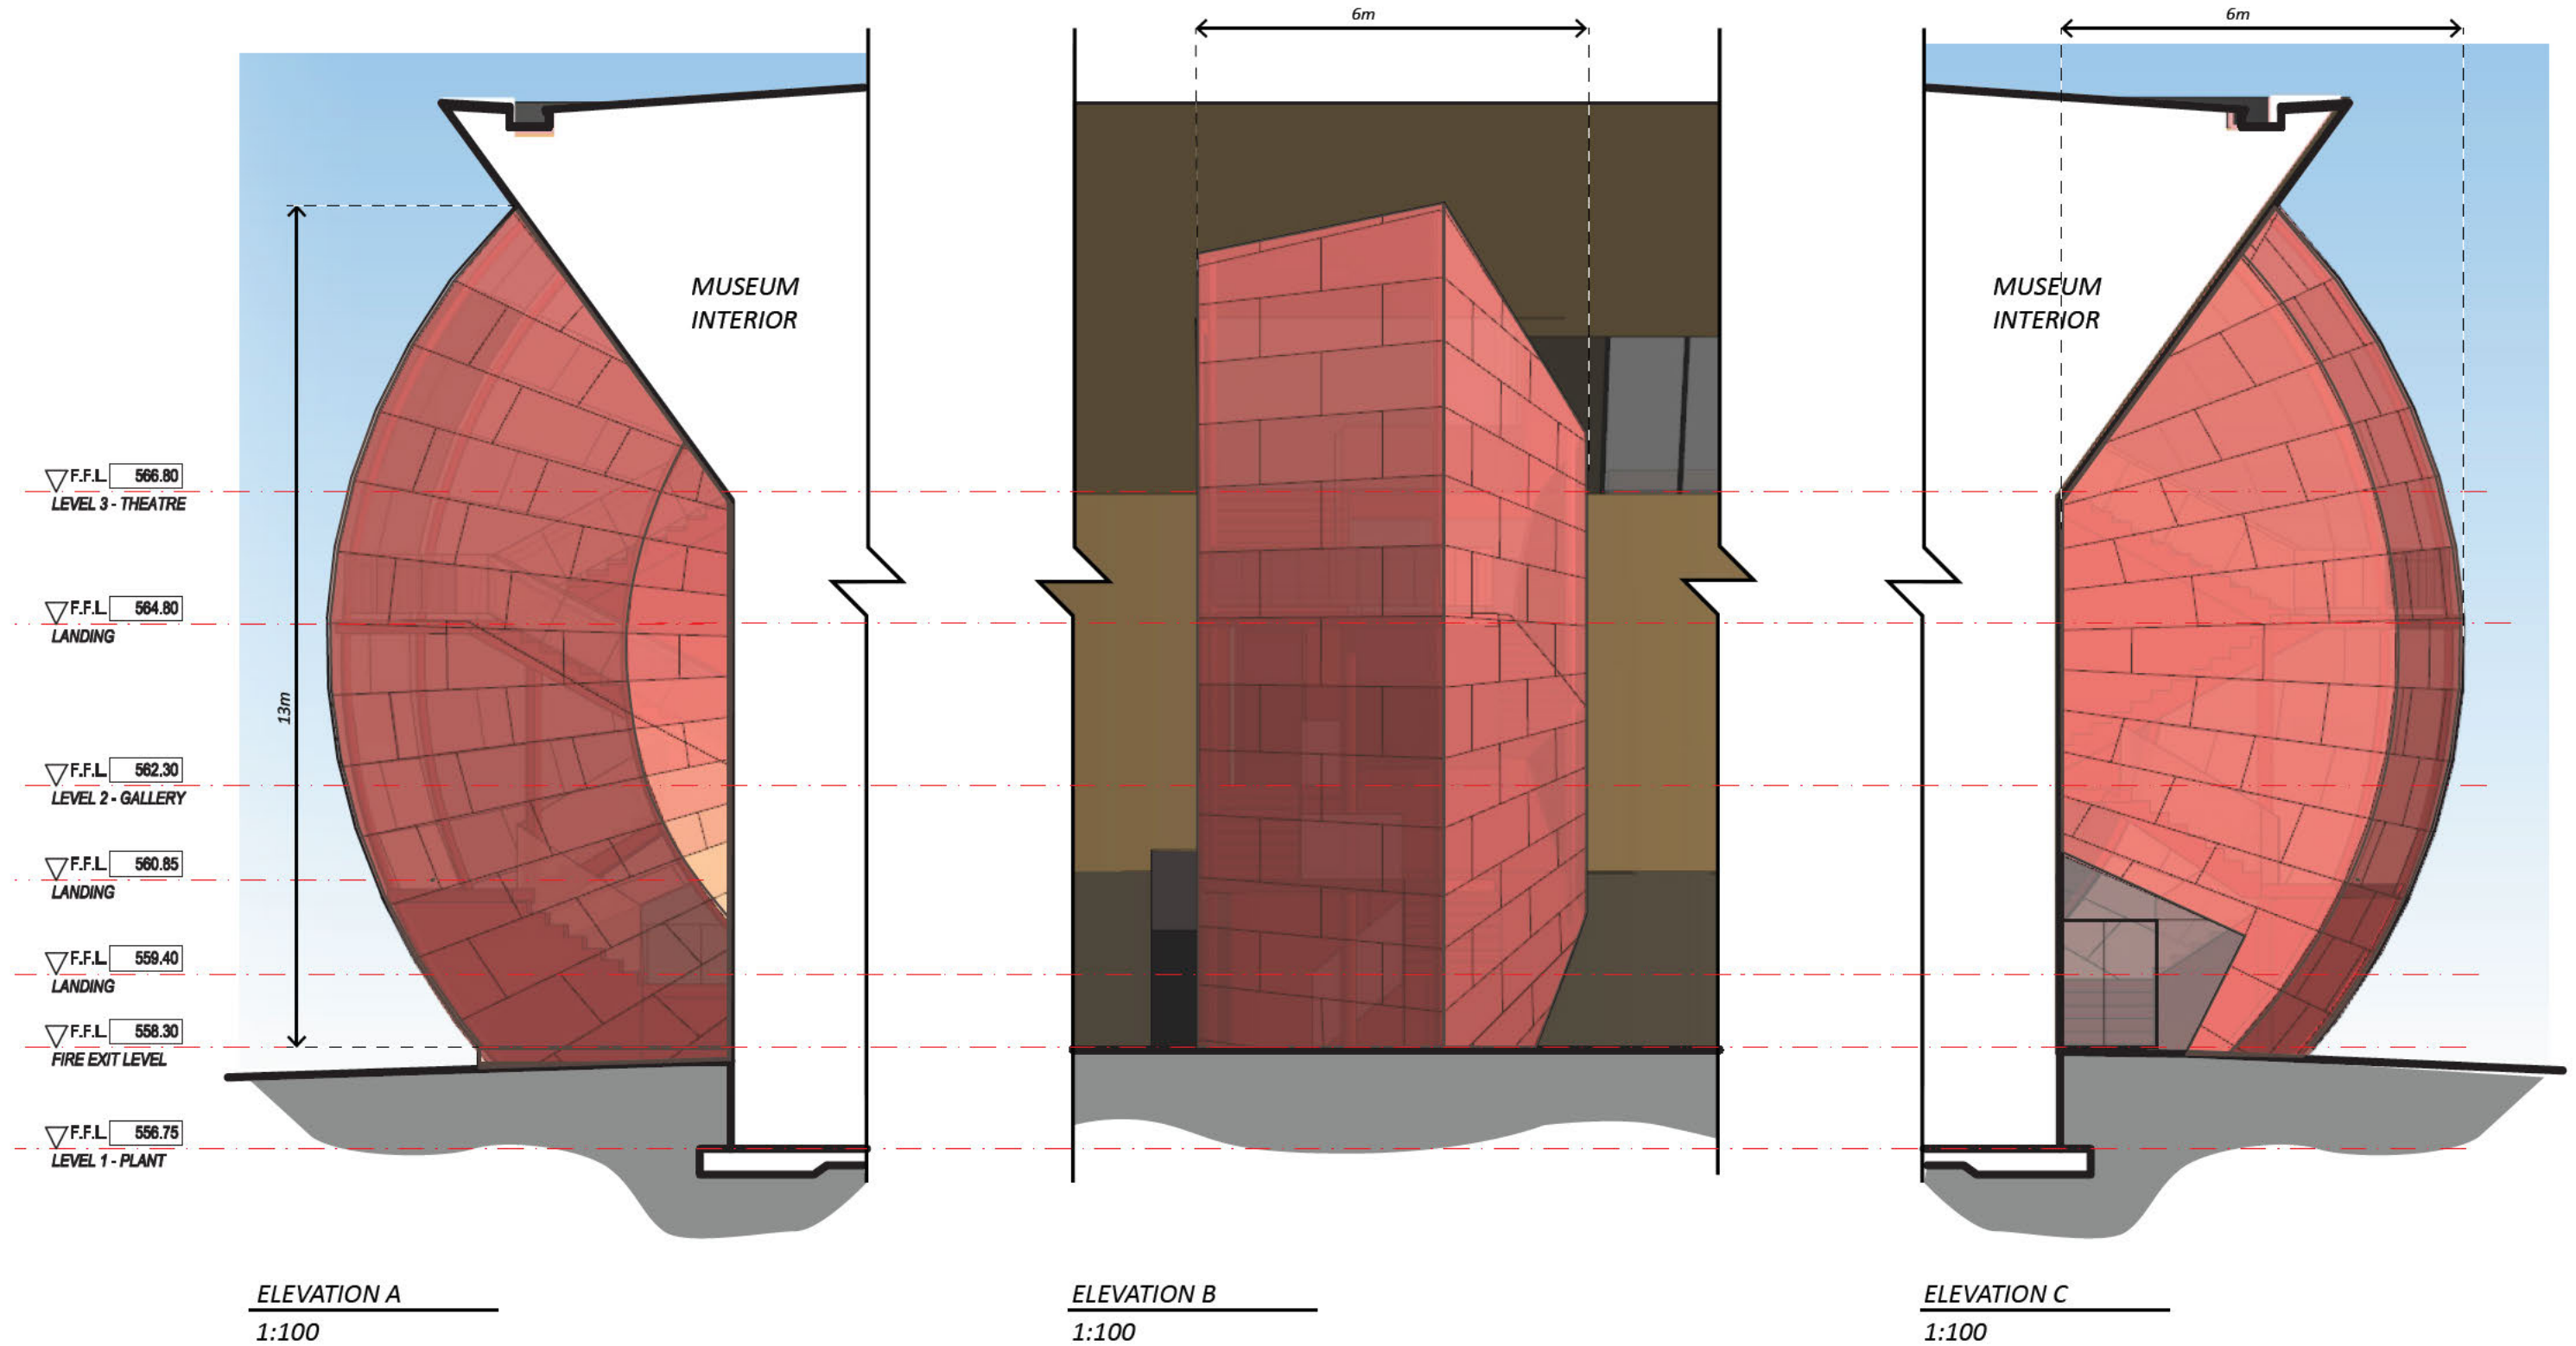 6m
6m
MUSEUM
INTERIOR
MUSEUM
INTERIOR
F.F.L. 566.80
LEVEL 3 - THEATRE
F.F.L. 564.80
LANDING
13m
F.F.L. 562.30
LEVEL 2 - GALLERY
F.F.L. 560.85
LANDING
F.F.L. 559.40
LANDING
F.F.L. 558.30
FIRE EXIT LEVEL
F.F.L. 556.75
LEVEL 1 - PLANT
ELEVATION A
1:100
ELEVATION B
1:100
ELEVATION C
1:100